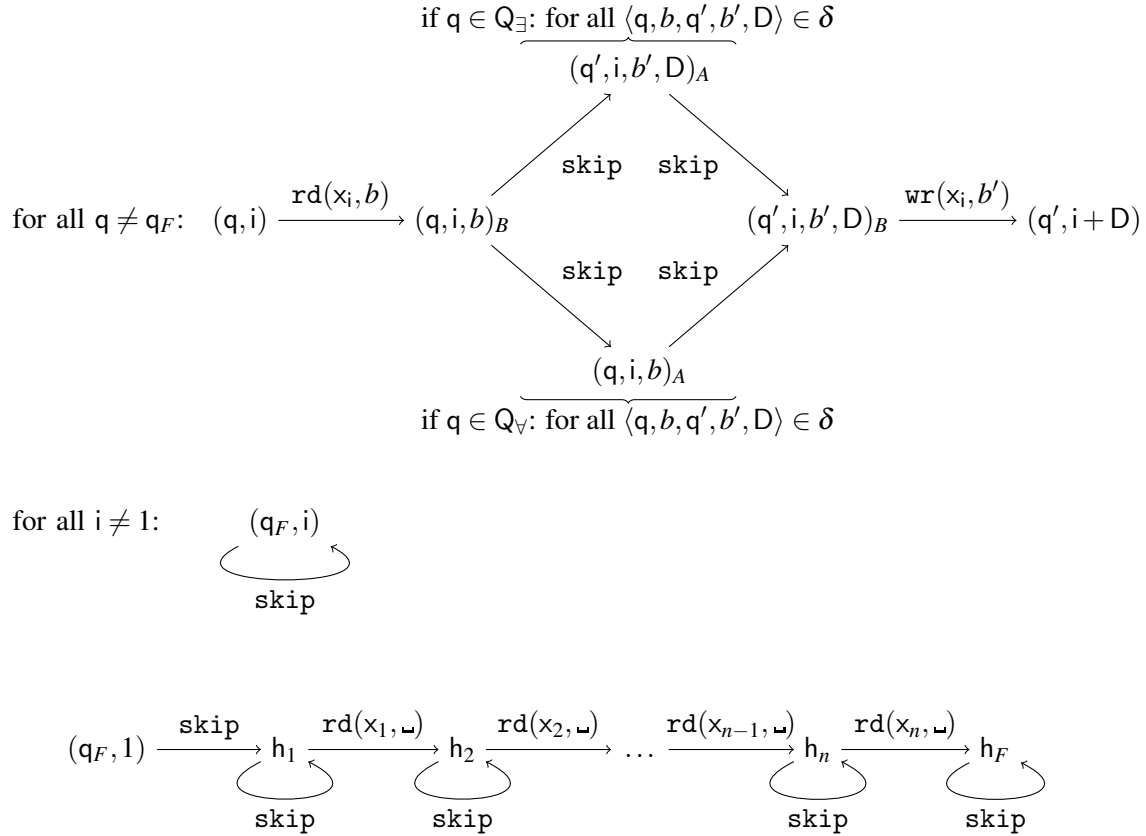 if q ∈ Q∃: for all ⟨q, b, q′, b′, D⟩ ∈ δ
(q′, i, b′, D)A
skip skip
for all q ≠ qF: (q, i) rd(xi, b) (q, i, b)B (q′, i, b′, D)B wr(xi, b′) (q′, i + D)
skip skip
(q, i, b)A
if q ∈ Q∀: for all ⟨q, b, q′, b′, D⟩ ∈ δ
for all i ≠ 1: (qF, i)
skip
skip rd(x1, ␣) rd(x2, ␣) rd(xn−1, ␣) rd(xn, ␣)
(qF, 1) h1 h2 … hn hF
skip skip skip skip